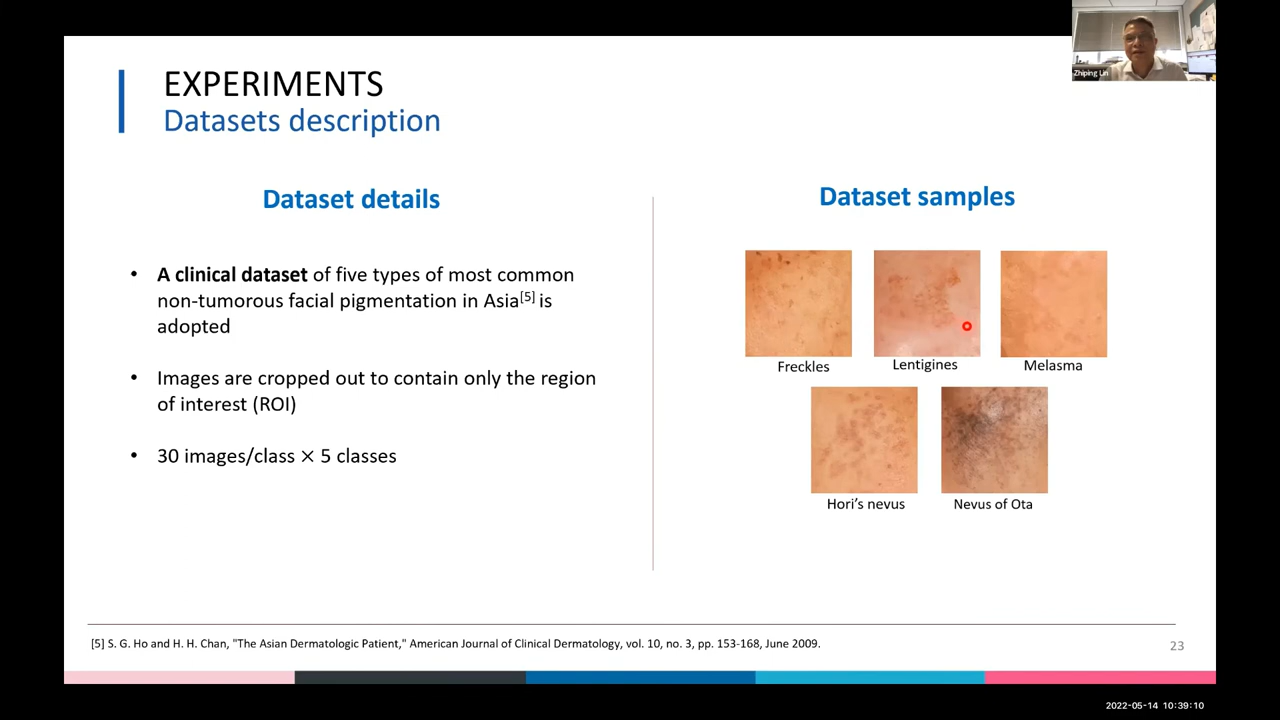 Zhiping Lin
EXPERIMENTS
Datasets description
Dataset details
• A clinical dataset of five types of most common
non-tumorous facial pigmentation in Asia[5] is
adopted
• Images are cropped out to contain only the region
of interest (ROI)
• 30 images/class × 5 classes
Dataset samples
Freckles
Lentigines
Melasma
Hori's nevus
Nevus of Ota
[5] S. G. Ho and H. H. Chan, "The Asian Dermatologic Patient," American Journal of Clinical Dermatology, vol. 10, no. 3, pp. 153-168, June 2009.
23
2022-05-14 10:39:10